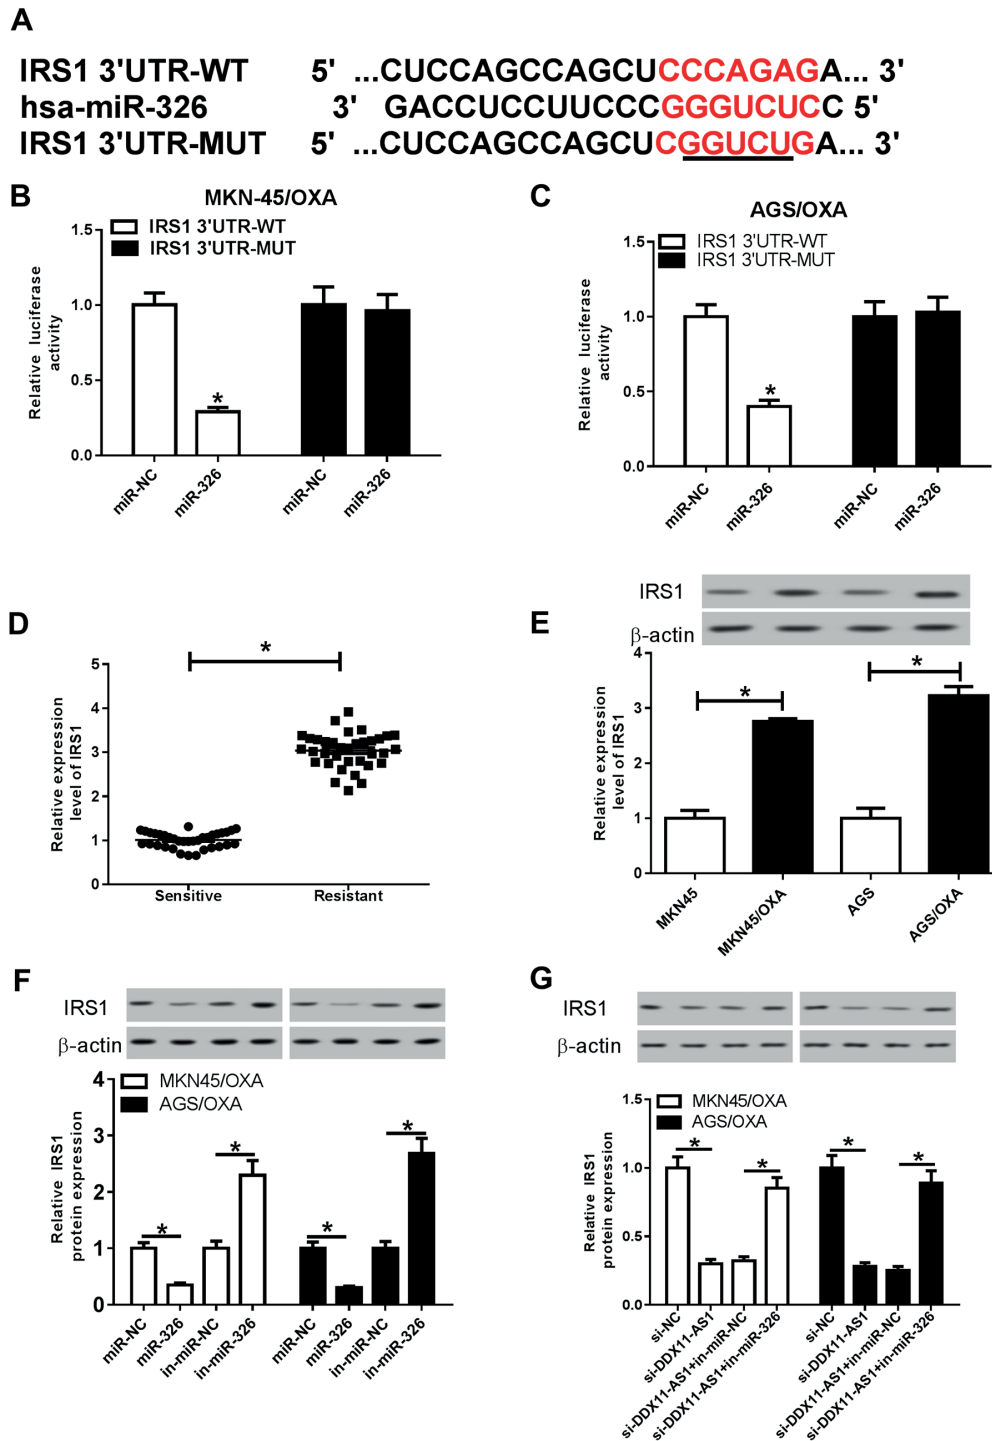 A
IRS1 3'UTR-WT 5' ...CUCCAGCCAGCUCCCAGAGA... 3'
hsa-miR-326 3' GACCUCCUUCCCGGGUCUCC 5'
IRS1 3'UTR-MUT 5' ...CUCCAGCCAGCUCGGUCUGA... 3'
B
MKN-45/OXA
IRS1 3'UTR-WT
IRS1 3'UTR-MUT
Relative luciferase
activity
1.5
1.0
0.5
0.0
*
miR-NC
miR-326
miR-NC
miR-326
C
AGS/OXA
IRS1 3'UTR-WT
IRS1 3'UTR-MUT
Relative luciferase
activity
1.5
1.0
0.5
0.0
*
miR-NC
miR-326
miR-NC
miR-326
D
*
Relative expression
level of IRS1
5
4
3
2
1
0
Sensitive
Resistant
E
IRS1
β-actin
Relative expression
level of IRS1
4
3
2
1
0
*
*
MKN45
MKN45/OXA
AGS
AGS/OXA
F
IRS1
β-actin
MKN45/OXA
AGS/OXA
Relative IRS1
protein expression
4
3
2
1
0
*
*
*
*
miR-NC
miR-326
in-miR-NC
in-miR-326
miR-NC
miR-326
in-miR-NC
in-miR-326
G
IRS1
β-actin
MKN45/OXA
AGS/OXA
Relative IRS1
protein expression
1.5
1.0
0.5
0.0
*
*
*
*
si-NC
si-DDX11-AS1
si-DDX11-AS1+in-miR-NC
si-DDX11-AS1+in-miR-326
si-NC
si-DDX11-AS1
si-DDX11-AS1+in-miR-NC
si-DDX11-AS1+in-miR-326